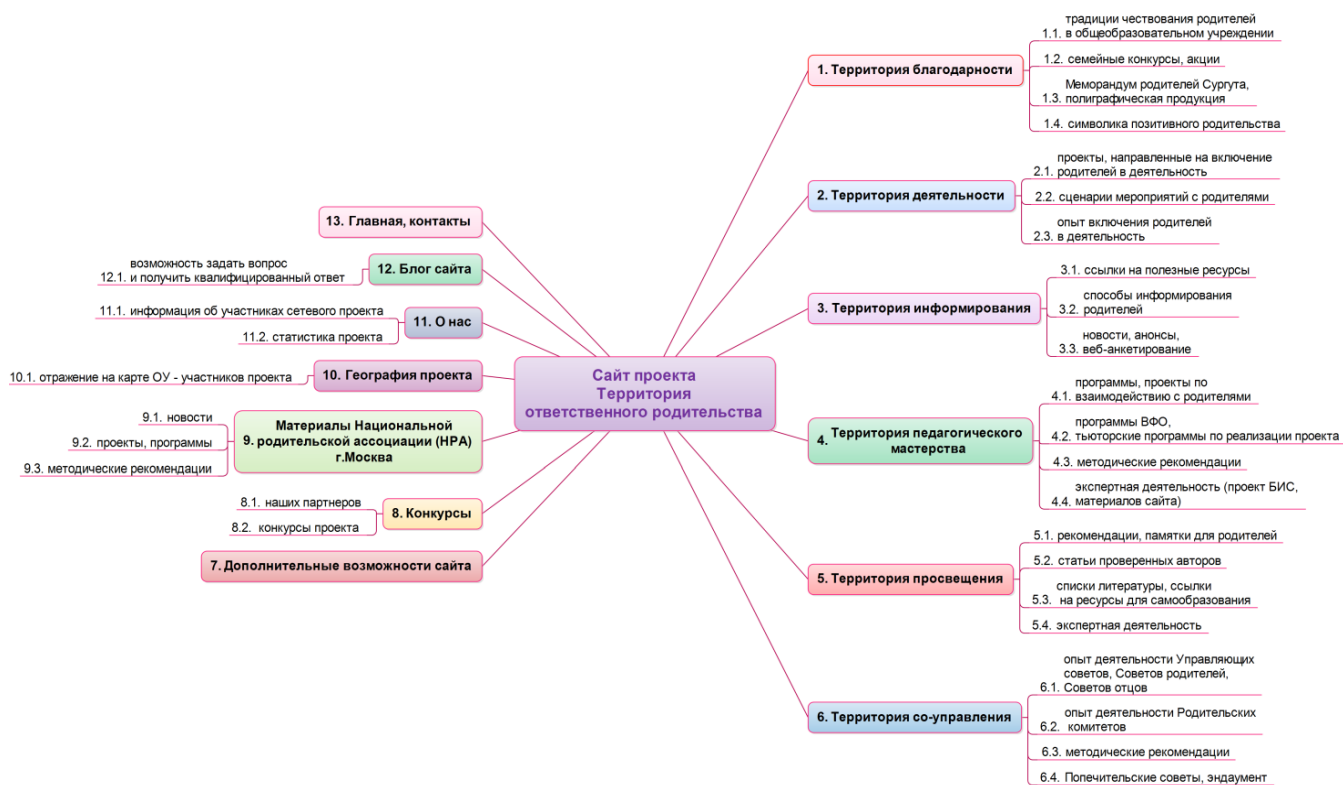 Сайт проекта
Территория
ответственного родительства
1. Территория благодарности
традиции чествования родителей
1.1. в общеобразовательном учреждении
1.2. семейные конкурсы, акции
Меморандум родителей Сургута,
1.3. полиграфическая продукция
1.4. символика позитивного родительства
2. Территория деятельности
проекты, направленные на включение
2.1. родителей в деятельность
2.2. сценарии мероприятий с родителями
опыт включения родителей
2.3. в деятельность
3. Территория информирования
3.1. ссылки на полезные ресурсы
способы информирования
3.2. родителей
новости, анонсы,
3.3. веб-анкетирование
Территория педагогического
4. мастерства
программы, проекты по
4.1. взаимодействию с родителями
программы ВФО,
4.2. тьюторские программы по реализации проекта
4.3. методические рекомендации
экспертная деятельность (проект БИС,
4.4. материалов сайта)
5. Территория просвещения
5.1. рекомендации, памятки для родителей
5.2. статьи проверенных авторов
списки литературы, ссылки
5.3. на ресурсы для самообразования
5.4. экспертная деятельность
6. Территория со-управления
опыт деятельности Управляющих
советов, Советов родителей,
6.1. Советов отцов
опыт деятельности Родительских
6.2. комитетов
6.3. методические рекомендации
6.4. Попечительские советы, эндаумент
7. Дополнительные возможности сайта
8. Конкурсы
8.1. наших партнеров
8.2. конкурсы проекта
Материалы Национальной
9. родительской ассоциации (НРА)
г.Москва
9.1. новости
9.2. проекты, программы
9.3. методические рекомендации
10. География проекта
10.1. отражение на карте ОУ - участников проекта
11. О нас
11.1. информация об участниках сетевого проекта
11.2. статистика проекта
12. Блог сайта
возможность задать вопрос
12.1. и получить квалифицированный ответ
13. Главная, контакты